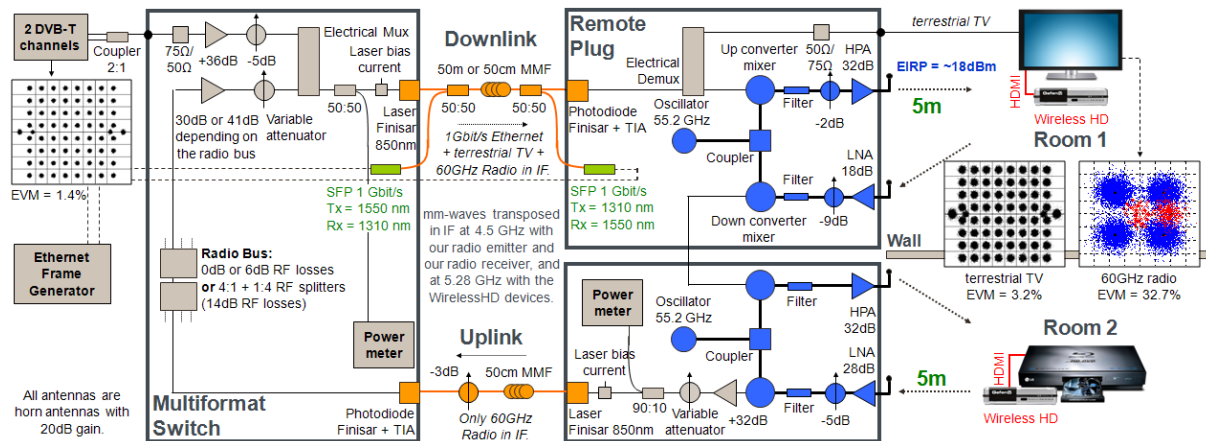 2 DVB-T
channels
Coupler
2:1
EVM = 1.4%
Ethernet
Frame
Generator
All antennas are
horn antennas with
20dB gain.
75Ω/
50Ω
+36dB
-5dB
Electrical Mux
Laser bias
current
50:50
30dB or 41dB
depending on
the radio bus
Variable
attenuator
Laser
Finisar
850nm
Radio Bus:
0dB or 6dB RF losses
or 4:1 + 1:4 RF splitters
(14dB RF losses)
Power
meter
Multiformat
Switch
Photodiode
Finisar + TIA
Downlink
50m or 50cm MMF
50:50
50:50
1Gbit/s Ethernet
+ terrestrial TV +
60GHz Radio in IF.
SFP 1 Gbit/s
Tx = 1550 nm
Rx = 1310 nm
SFP 1 Gbit/s
Tx = 1310 nm
Rx = 1550 nm
mm-waves transposed
in IF at 4.5 GHz with
our radio emitter and
our radio receiver, and
at 5.28 GHz with the
WirelessHD devices.
Uplink
-3dB
50cm MMF
Only 60GHz
Radio in IF.
Remote
Plug
Electrical
Demux
Photodiode
Finisar + TIA
Up converter
mixer
50Ω/
75Ω
HPA
32dB
Oscillator
55.2 GHz
Filter
-2dB
Coupler
LNA
18dB
Filter
-9dB
Down converter
mixer
terrestrial TV
EIRP = ~18dBm
5m
HDMI
Gefen
Wireless HD
Room 1
Wall
terrestrial TV
EVM = 3.2%
60GHz radio
EVM = 32.7%
Power
meter
Oscillator
55.2 GHz
Filter
HPA
32dB
Coupler
LNA
28dB
Laser bias
current
Laser
Finisar 850nm
90:10
Variable
attenuator
+32dB
Filter
-5dB
Room 2
5m
HDMI
Gefen
Wireless HD